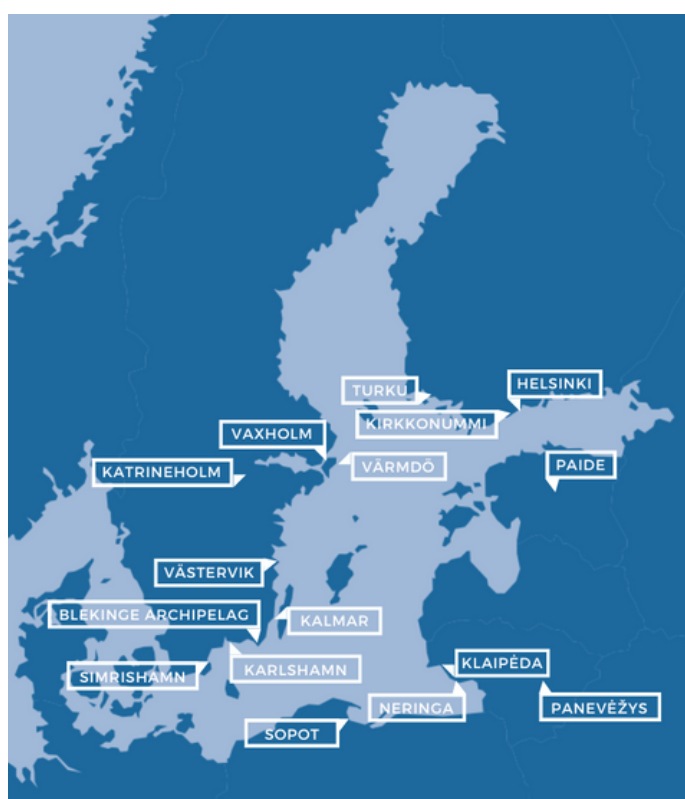 TURKU
HELSINKI
KIRKKONUMMI
VAXHOLM
VÄRMDÖ
KATRINEHOLM
PAIDE
VÄSTERVIK
BLEKINGE ARCHIPELAG
KALMAR
KARLSHAMN
SIMRISHAMN
KLAIPĖDA
NERINGA
PANEVĖŽYS
SOPOT